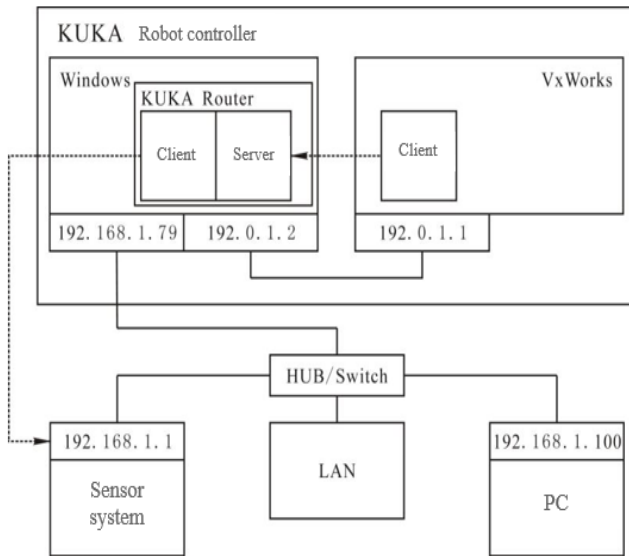 KUKA Robot controller
Windows
VxWorks
KUKA Router
Client
Server
Client
192. 168. 1. 79
192. 0. 1. 2
192. 0. 1. 1
HUB/Switch
192. 168. 1. 1
192. 168. 1. 100
Sensor
system
LAN
PC